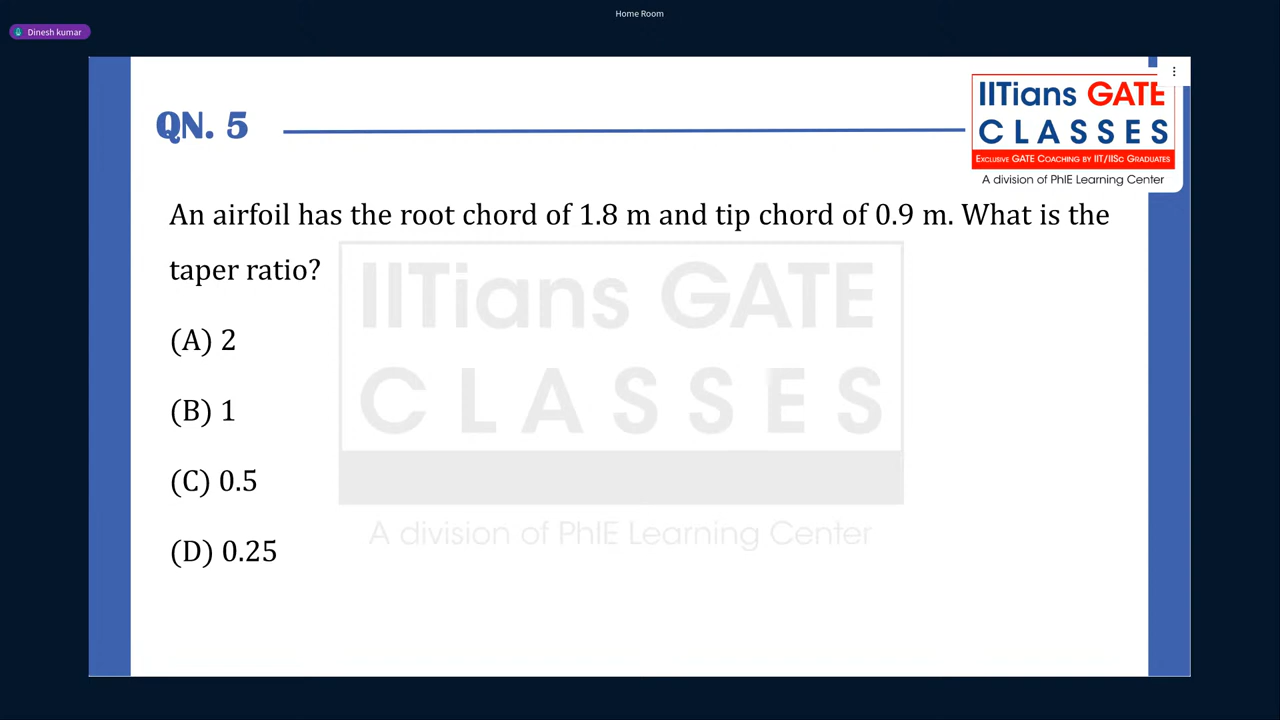 Home Room
Dinesh kumar
QN. 5
IITians GATE
CLASSES
EXCLUSIVE GATE COACHING BY IIT/IISC GRADUATES
A division of PhIE Learning Center
An airfoil has the root chord of 1.8 m and tip chord of 0.9 m. What is the
taper ratio?
(A) 2
(B) 1
(C) 0.5
(D) 0.25
IITians GATE
CLASSES
A division of PhIE Learning Center